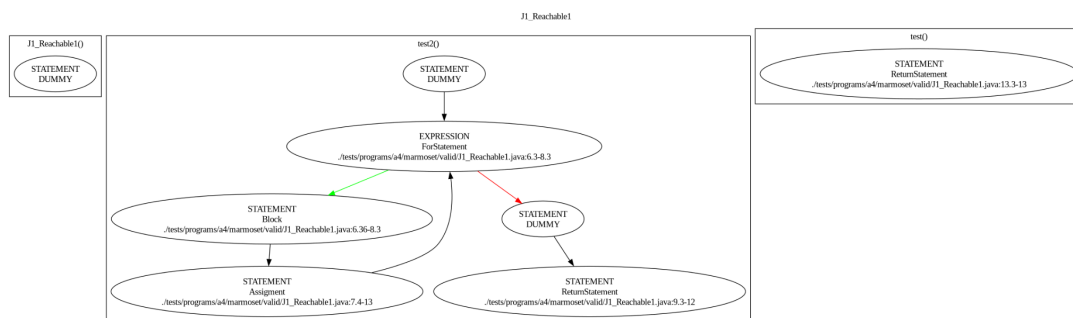 J1_Reachable1
J1_Reachable1()
STATEMENT
DUMMY
test2()
STATEMENT
DUMMY
EXPRESSION
ForStatement
./tests/programs/a4/marmoset/valid/J1_Reachable1.java:6.3-8.3
STATEMENT
Block
./tests/programs/a4/marmoset/valid/J1_Reachable1.java:6.36-8.3
STATEMENT
DUMMY
STATEMENT
Assigment
./tests/programs/a4/marmoset/valid/J1_Reachable1.java:7.4-13
STATEMENT
ReturnStatement
./tests/programs/a4/marmoset/valid/J1_Reachable1.java:9.3-12
test()
STATEMENT
ReturnStatement
./tests/programs/a4/marmoset/valid/J1_Reachable1.java:13.3-13